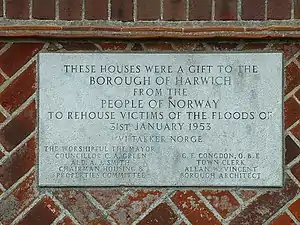 THESE HOUSES WERE A GIFT TO THE
BOROUGH OF HARWICH
FROM THE
PEOPLE OF NORWAY
TO REHOUSE VICTIMS OF THE FLOODS OF
31ST JANUARY 1953
VI TAKKER NORGE
THE WORSHIPFUL THE MAYOR
COUNCILLOR C. A. GREEN
ALD. A. J. SMITH
CHAIRMAN HOUSING &
PROPERTIES COMMITTEE
E. F. CONGDON, O.B.E
TOWN CLERK
ALLAN W. VINCENT
BOROUGH ARCHITECT